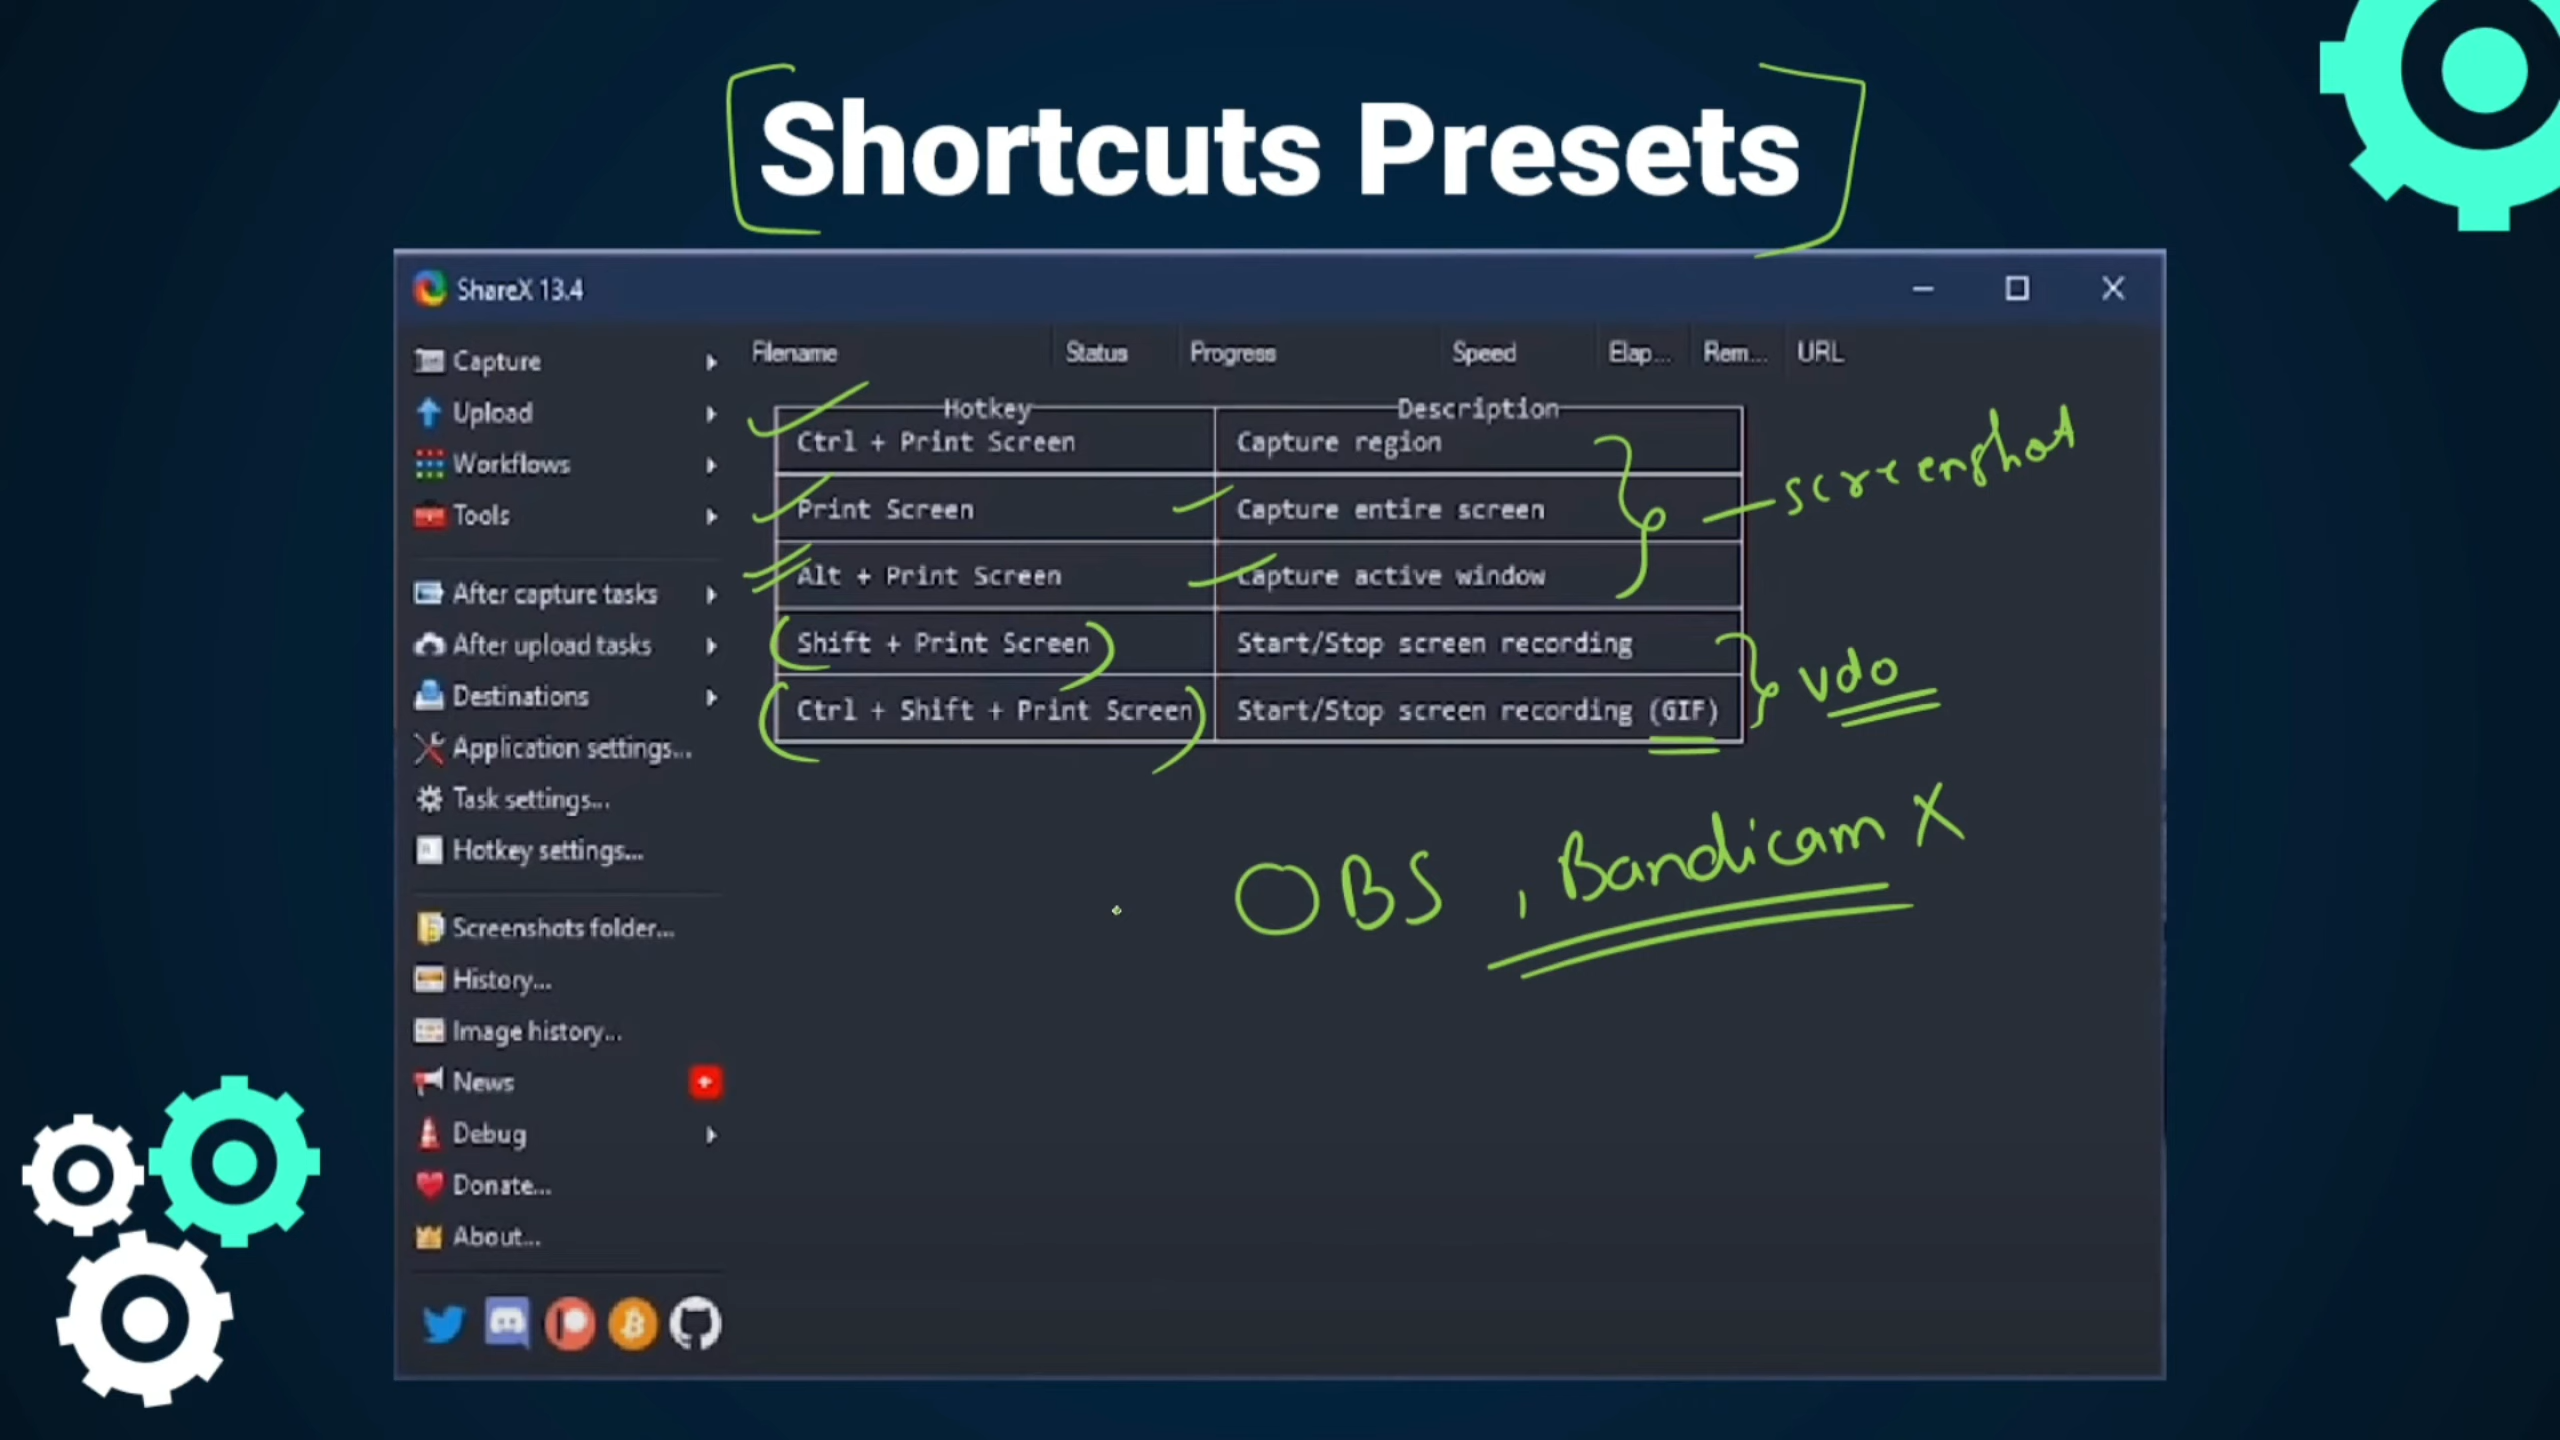 Shortcuts Presets
ShareX 13.4
Capture
Upload
Workflows
Tools
After capture tasks
After upload tasks
Destinations
Application settings...
Task settings...
Hotkey settings...
Screenshots folder...
History...
Image history...
News
Debug
Donate...
About...
Filename Status Progress Speed Elap... Rem... URL
Hotkey Description
Ctrl + Print Screen Capture region
Print Screen Capture entire screen
Alt + Print Screen Capture active window
Shift + Print Screen Start/Stop screen recording
Ctrl + Shift + Print Screen Start/Stop screen recording (GIF)
screenshot
vdo
OBS, Bandicam X